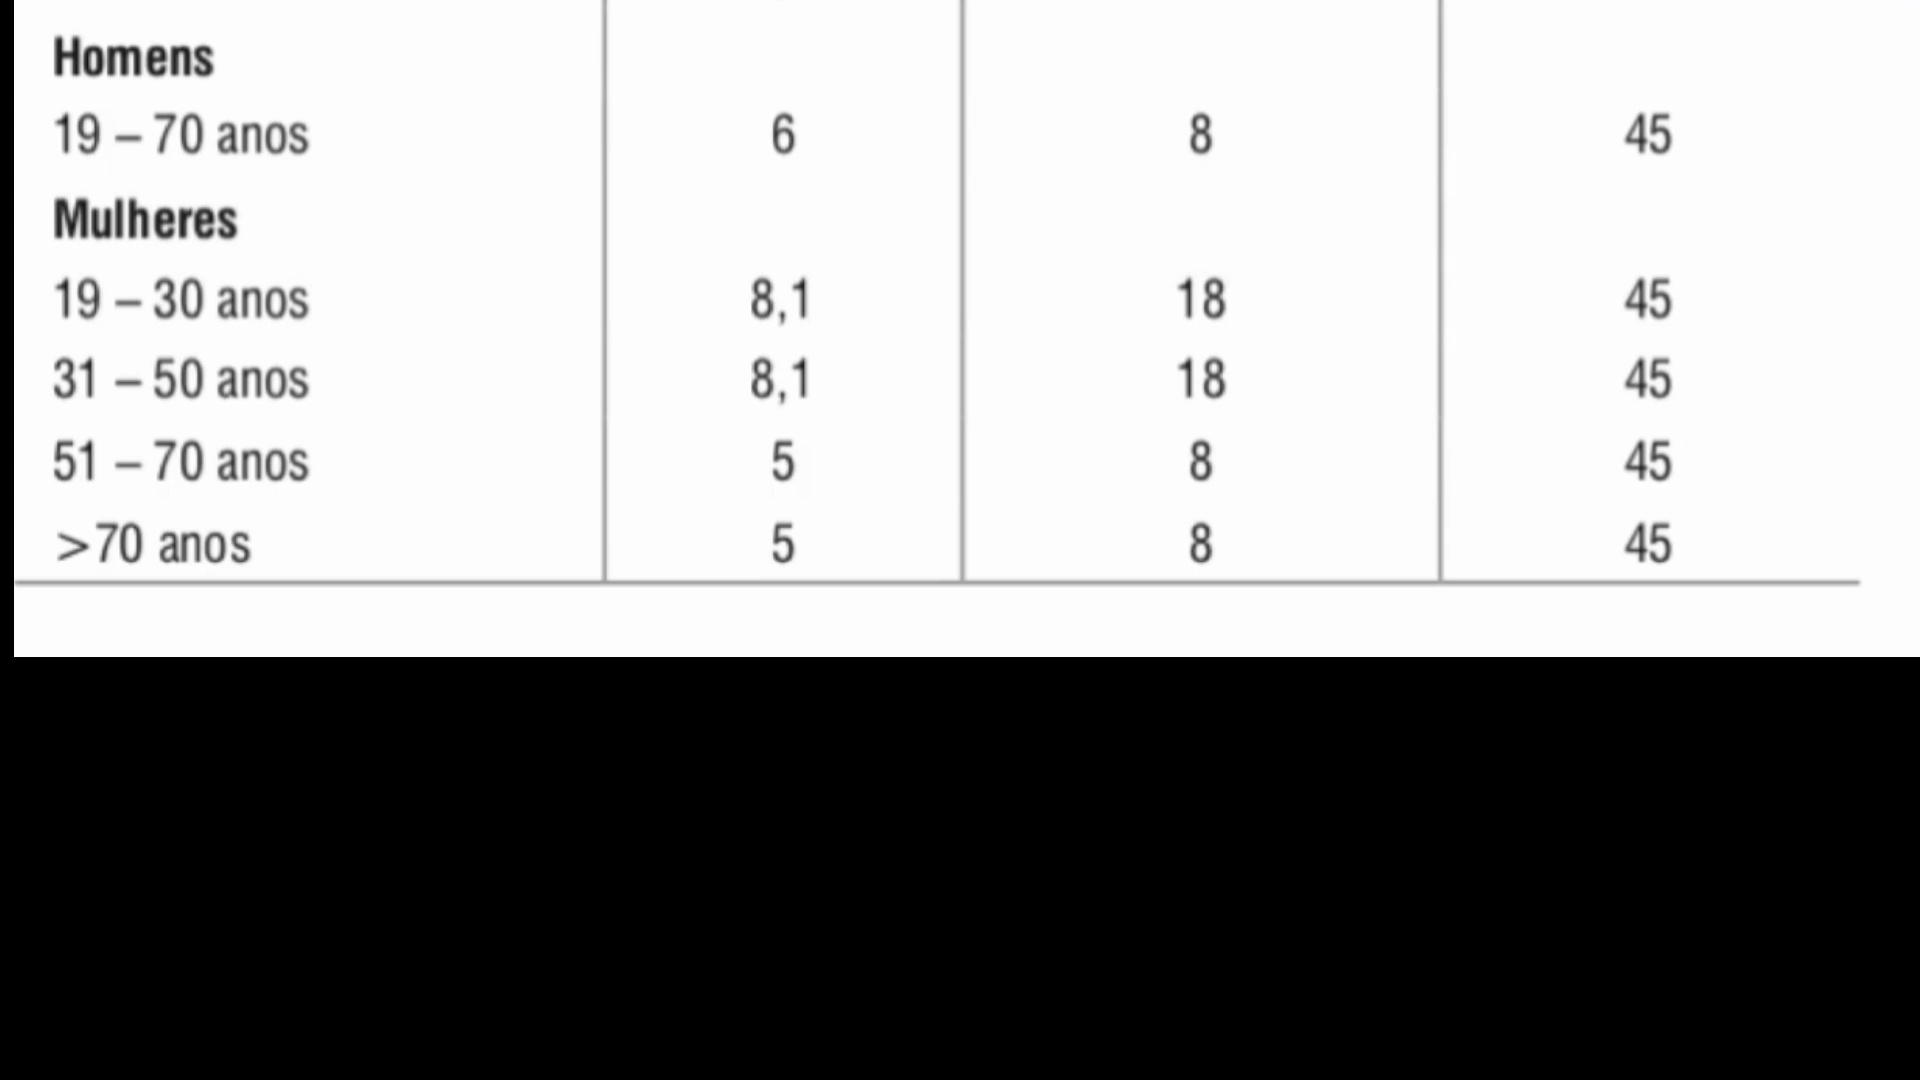 Homens
19 – 70 anos 6 8 45
Mulheres
19 – 30 anos 8,1 18 45
31 – 50 anos 8,1 18 45
51 – 70 anos 5 8 45
>70 anos 5 8 45